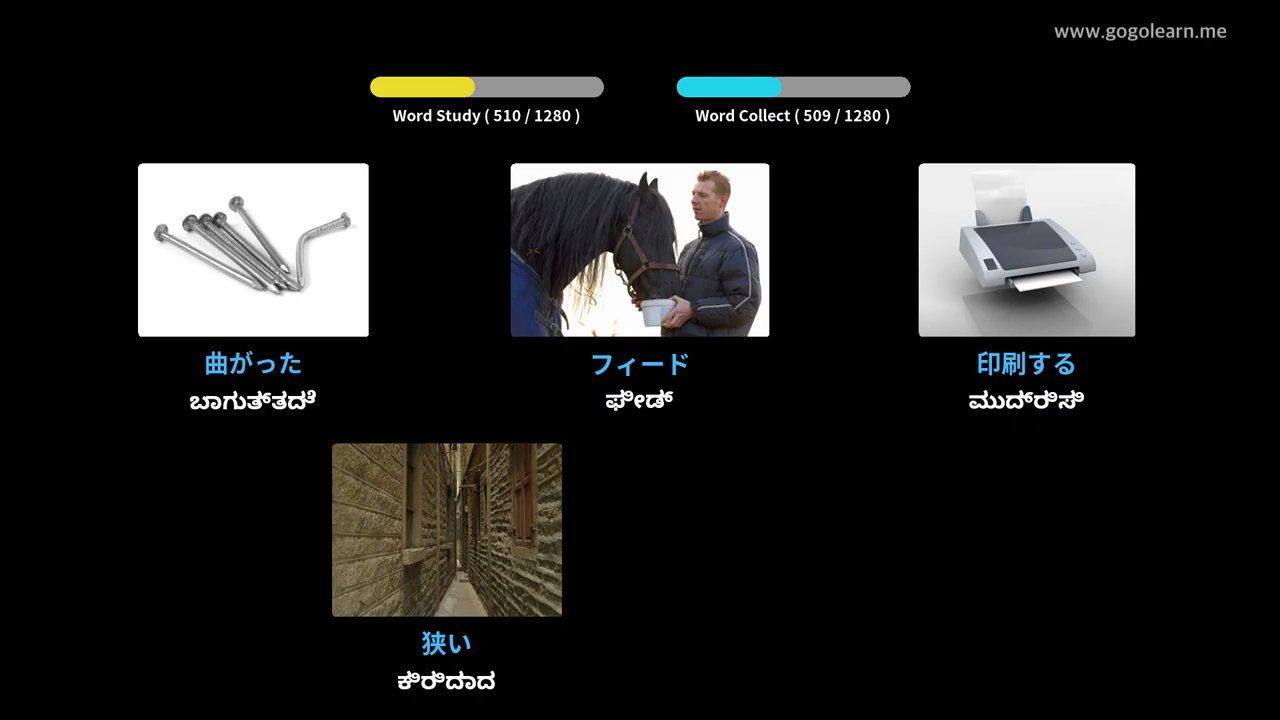 www.gogolearn.me
Word Study ( 510 / 1280 )
Word Collect ( 509 / 1280 )
曲がった
ಬಾಗುತ್ತದೆ
フィード
ಫೀಡ್
印刷する
ಮುದ್ರಿಸಿ
狭い
ಕಿರಿದಾದ